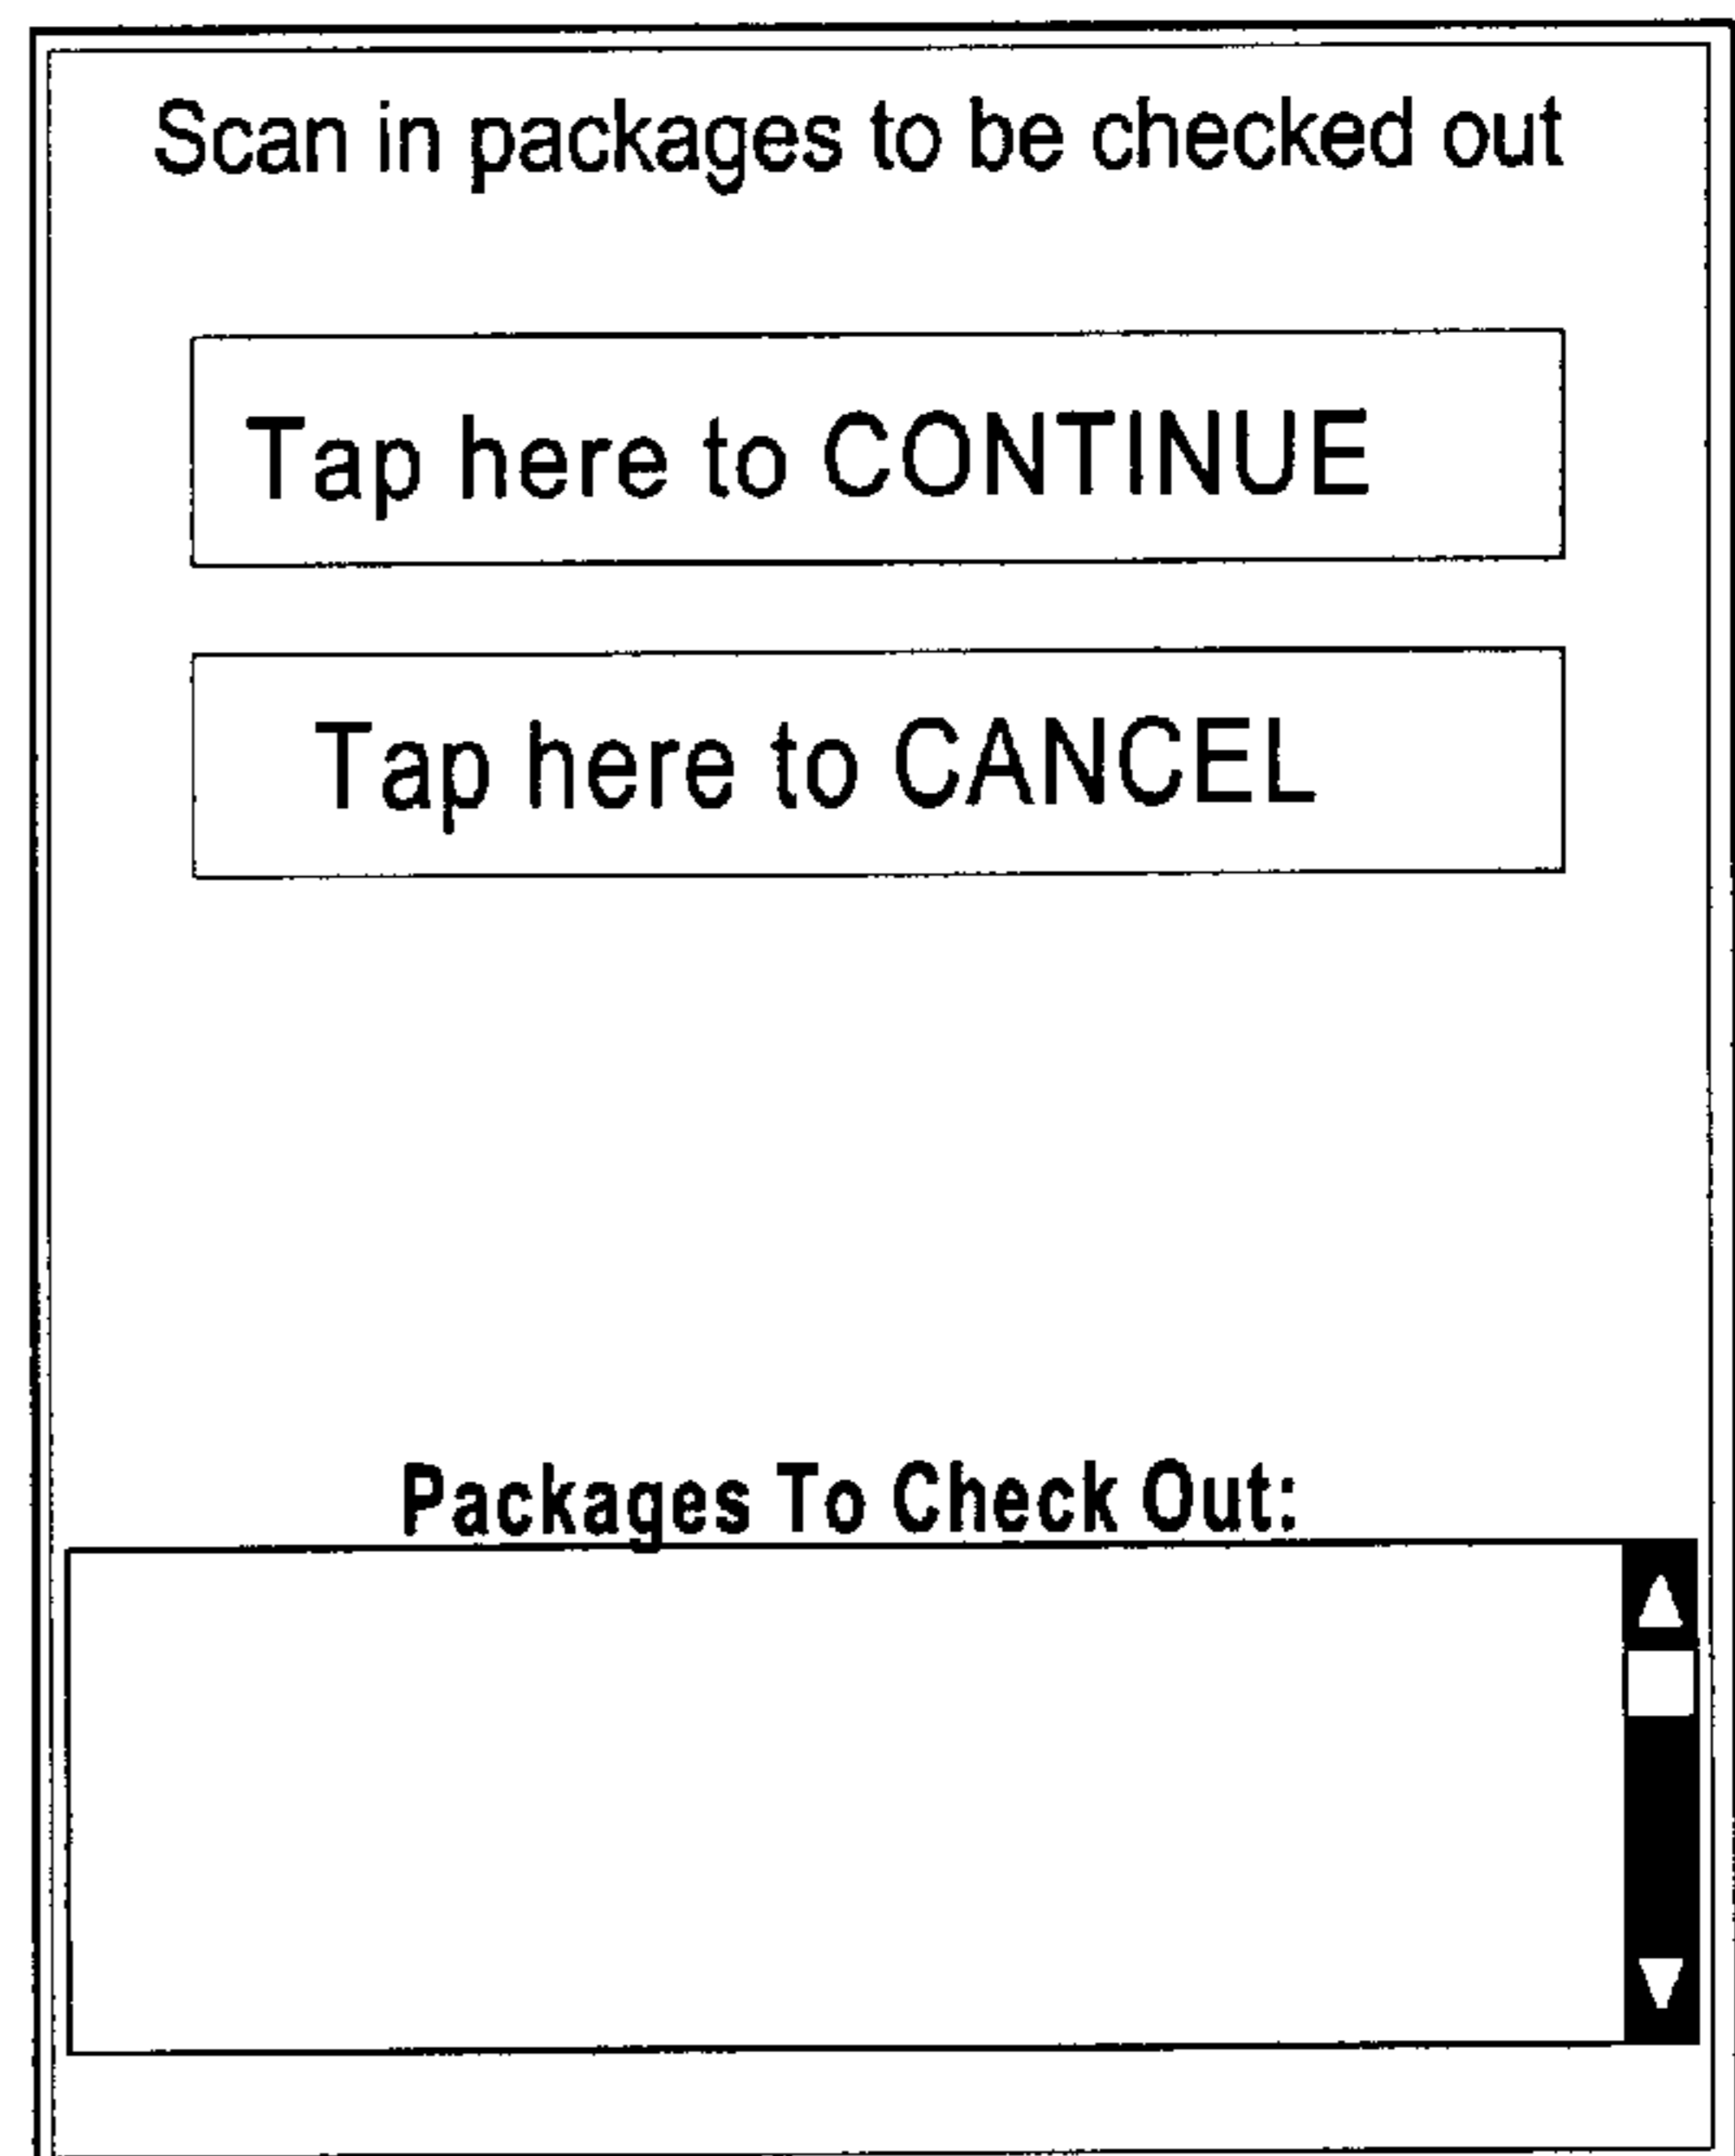 Scan in packages to be checked out
Tap here to CONTINUE
Tap here to CANCEL
Packages To Check Out: